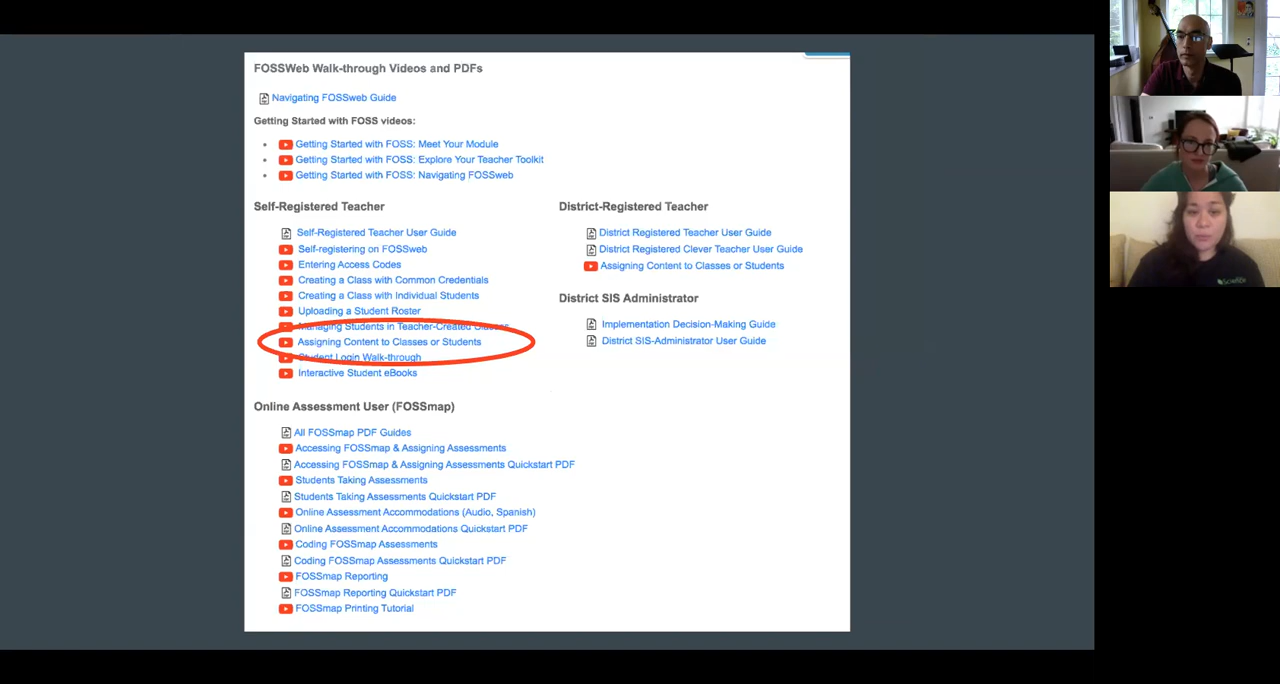 FOSSWeb Walk-through Videos and PDFs
Navigating FOSSweb Guide
Getting Started with FOSS videos:
Getting Started with FOSS: Meet Your Module
Getting Started with FOSS: Explore Your Teacher Toolkit
Getting Started with FOSS: Navigating FOSSweb
Self-Registered Teacher
Self-Registered Teacher User Guide
Self-registering on FOSSweb
Entering Access Codes
Creating a Class with Common Credentials
Creating a Class with Individual Students
Uploading a Student Roster
Managing Students in Teacher-Created Classes
Assigning Content to Classes or Students
Student Login Walk-through
Interactive Student eBooks
District-Registered Teacher
District Registered Teacher User Guide
District Registered Clever Teacher User Guide
Assigning Content to Classes or Students
District SIS Administrator
Implementation Decision-Making Guide
District SIS-Administrator User Guide
Online Assessment User (FOSSmap)
All FOSSmap PDF Guides
Accessing FOSSmap & Assigning Assessments
Accessing FOSSmap & Assigning Assessments Quickstart PDF
Students Taking Assessments
Students Taking Assessments Quickstart PDF
Online Assessment Accommodations (Audio, Spanish)
Online Assessment Accommodations Quickstart PDF
Coding FOSSmap Assessments
Coding FOSSmap Assessments Quickstart PDF
FOSSmap Reporting
FOSSmap Reporting Quickstart PDF
FOSSmap Printing Tutorial